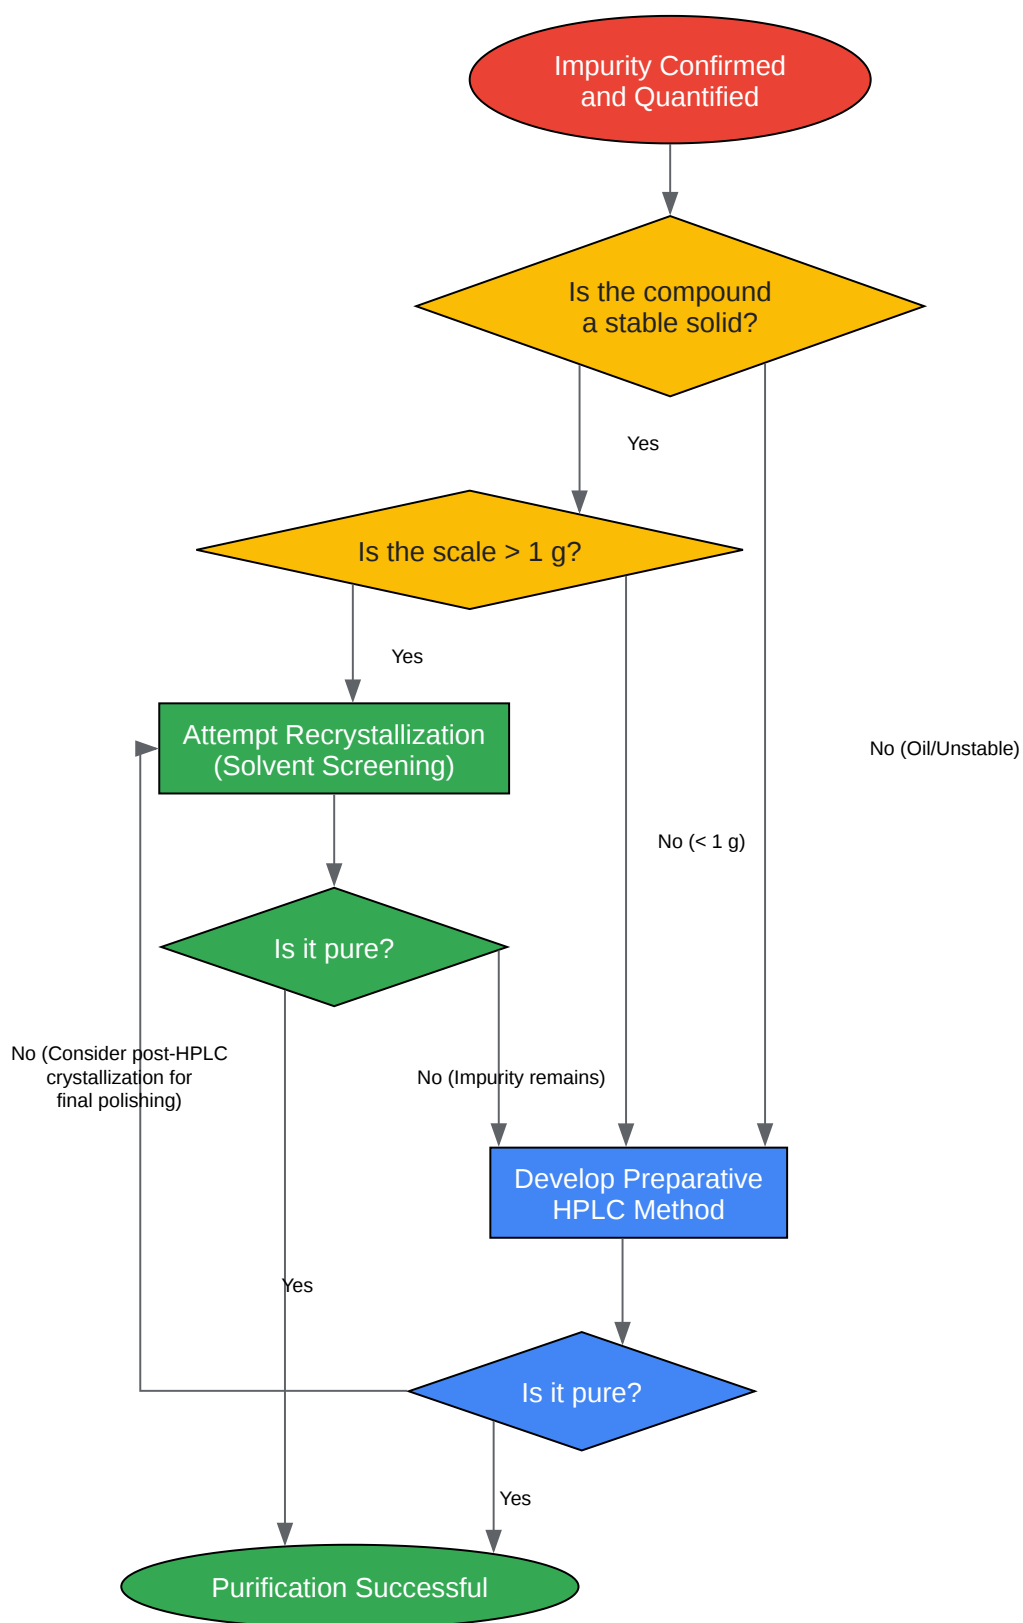 Impurity Confirmed
and Quantified
Is the compound
a stable solid?
Yes
Is the scale > 1 g?
Yes
Attempt Recrystallization
(Solvent Screening)
No (Oil/Unstable)
No (< 1 g)
Is it pure?
No (Consider post-HPLC
crystallization for
final polishing)
No (Impurity remains)
Develop Preparative
HPLC Method
Yes
Is it pure?
Yes
Purification Successful